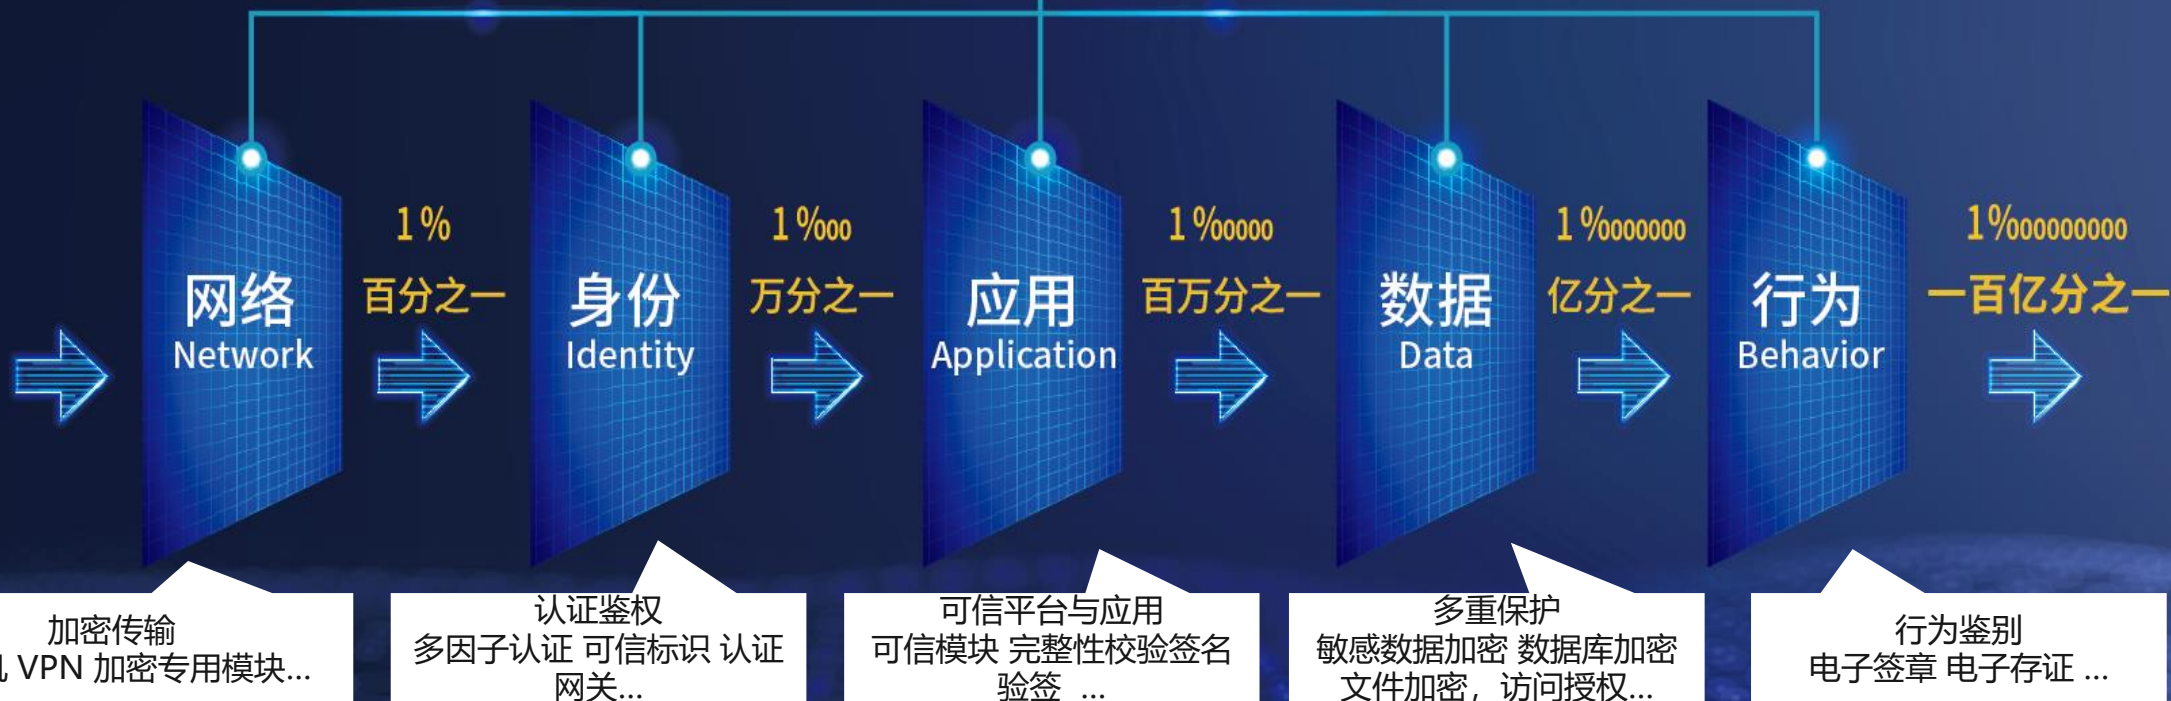 1%
1%000
1%00000
1%0000000
1%000000000
百分之一
万分之一
百万分之一
亿分之一
一百亿分之一
网络
Network
身份
Identity
应用
Application
数据
Data
行为
Behavior
加密传输
VPN 加密专用模块...
认证鉴权
多因子认证 可信标识 认证
网关...
可信平台与应用
可信模块 完整性校验签名
验签 ...
多重保护
敏感数据加密 数据库加密
文件加密，访问授权...
行为鉴别
电子签章 电子存证 ...